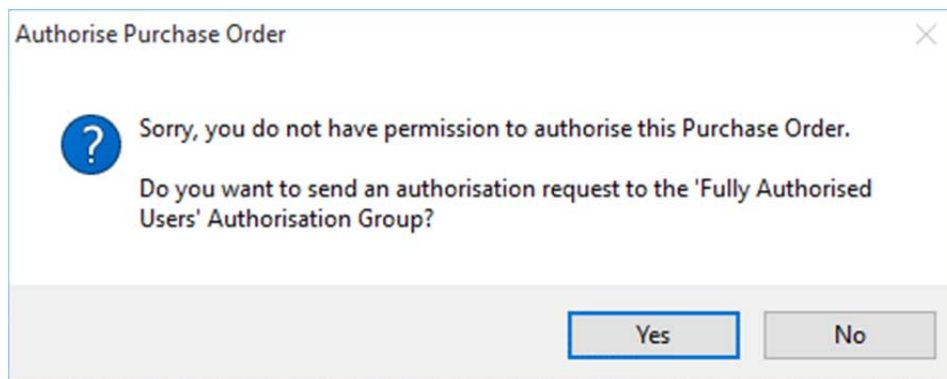 Authorise Purchase Order
Sorry, you do not have permission to authorise this Purchase Order.
Do you want to send an authorisation request to the 'Fully Authorised
Users' Authorisation Group?
Yes
No